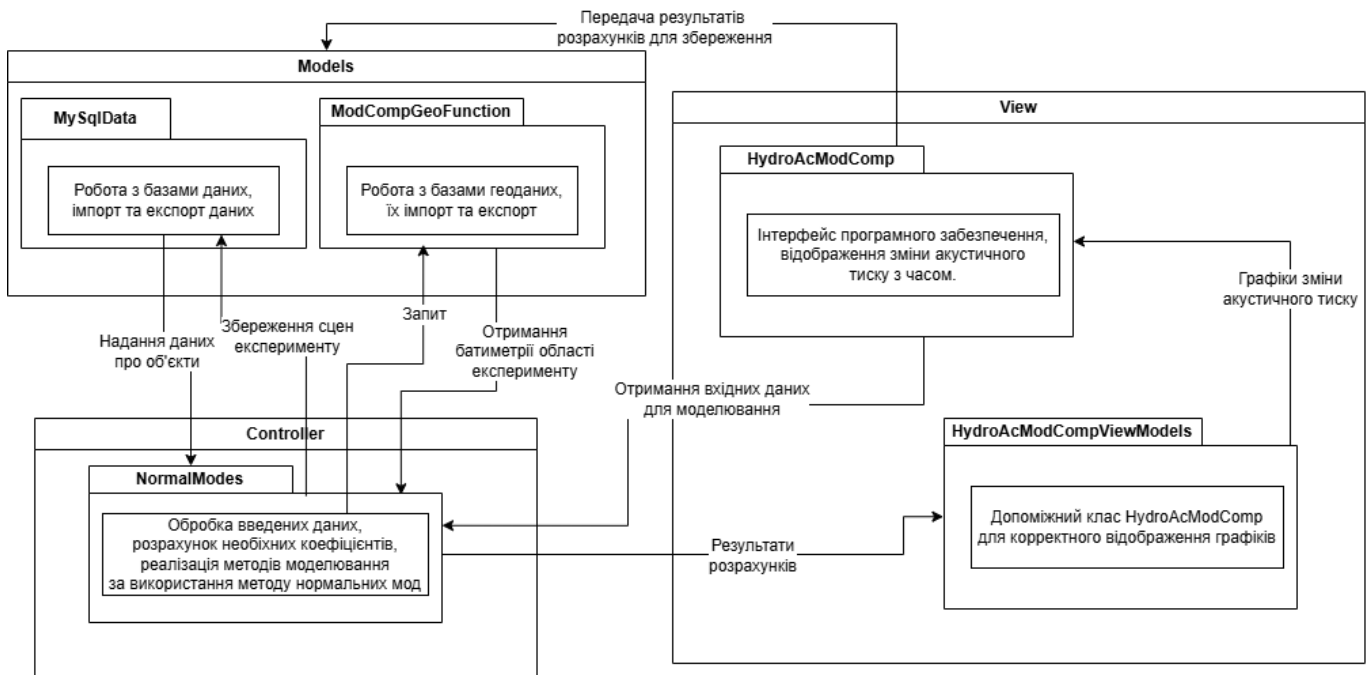 Передача результатів
розрахунків для збереження
Models
MySqlData
Робота з базами даних,
імпорт та експорт даних
ModCompGeoFunction
Робота з базами геоданих,
їх імпорт та експорт
View
HydroAcModComp
Інтерфейс програмного забезпечення,
відображення зміни акустичного
тиску з часом.
Графіки зміни
акустичного тиску
Надання даних
про об'єкти
Збереження сцен
експерименту
Запит
Отримання
батиметрії області
експерименту
Отримання вхідних даних
для моделювання
Controller
NormalModes
Обробка введених даних,
розрахунок необіхних коефіцієнтів,
реалізація методів моделювання
за використання методу нормальних мод
Результати
розрахунків
HydroAcModCompViewModels
Допоміжний клас HydroAcModComp
для корректного відображення графіків